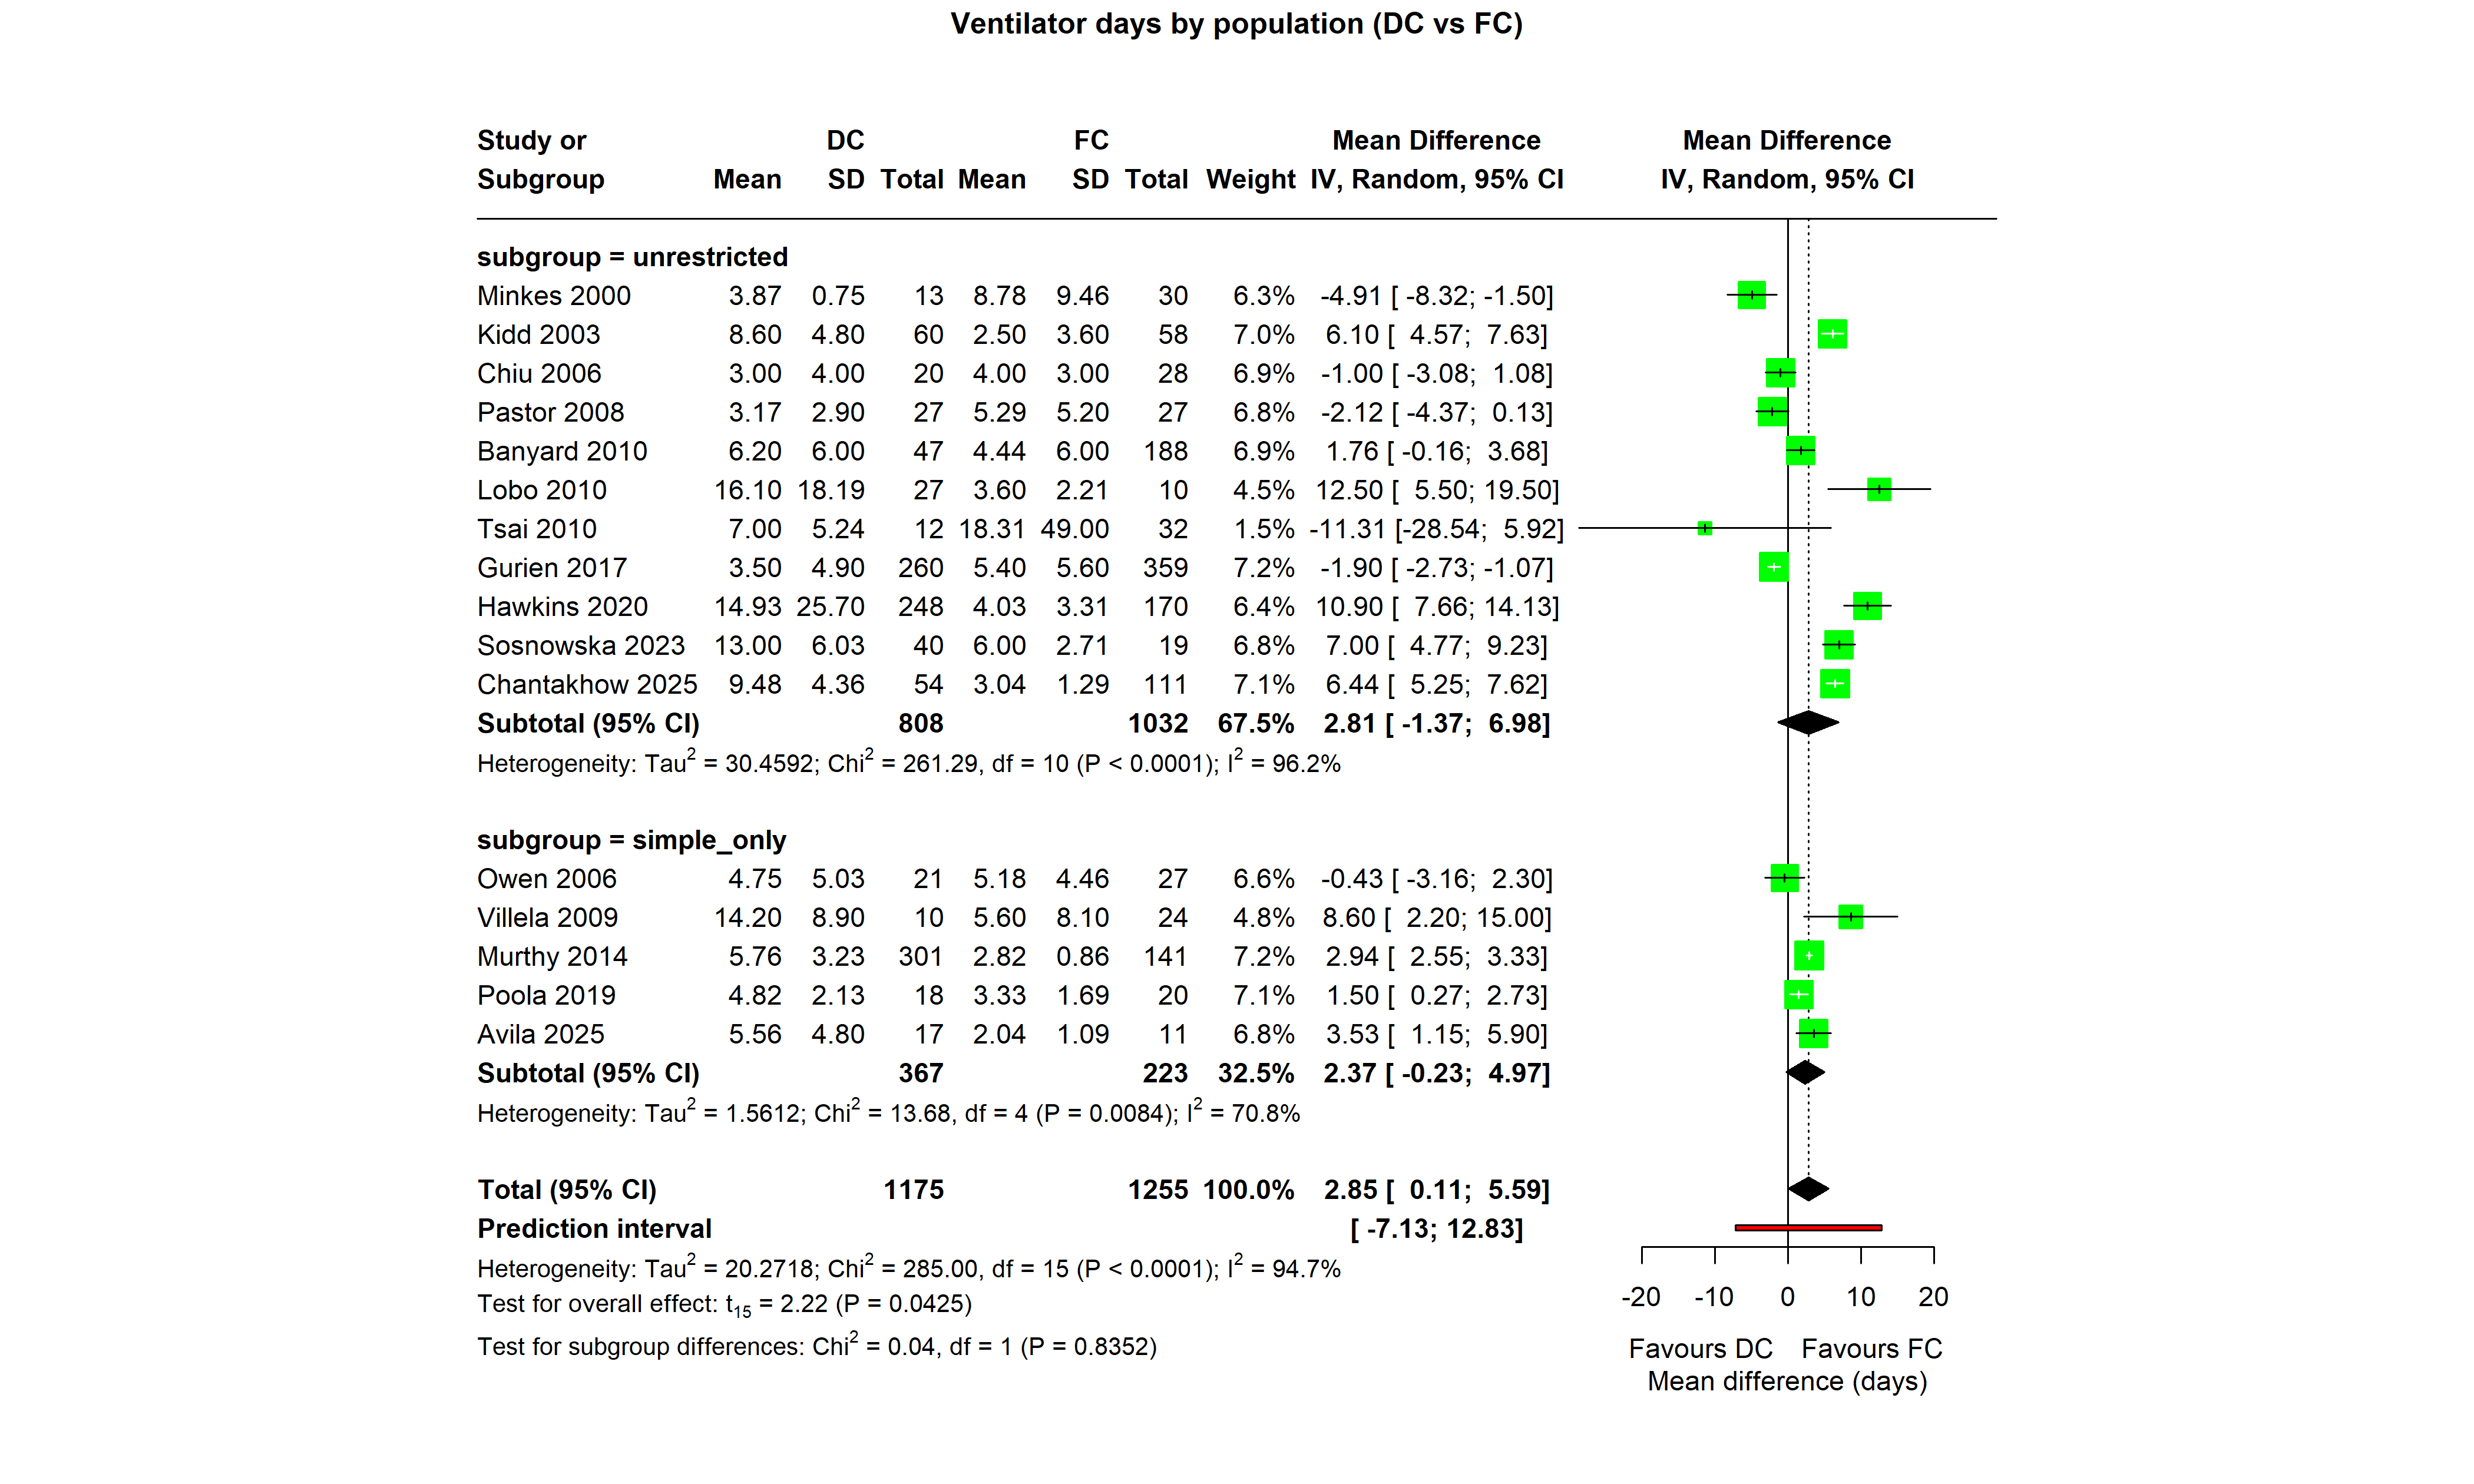 Ventilator days by population (DC vs FC)
Study or DC FC Mean Difference Mean Difference
Subgroup Mean SD Total Mean SD Total Weight IV, Random, 95% CI IV, Random, 95% CI
subgroup = unrestricted
Minkes 2000 3.87 0.75 13 8.78 9.46 30 6.3% -4.91 [ -8.32; -1.50]
Kidd 2003 8.60 4.80 60 2.50 3.60 58 7.0% 6.10 [ 4.57; 7.63]
Chiu 2006 3.00 4.00 20 4.00 3.00 28 6.9% -1.00 [ -3.08; 1.08]
Pastor 2008 3.17 2.90 27 5.29 5.20 27 6.8% -2.12 [ -4.37; 0.13]
Banyard 2010 6.20 6.00 47 4.44 6.00 188 6.9% 1.76 [ -0.16; 3.68]
Lobo 2010 16.10 18.19 27 3.60 2.21 10 4.5% 12.50 [ 5.50; 19.50]
Tsai 2010 7.00 5.24 12 18.31 49.00 32 1.5% -11.31 [-28.54; 5.92]
Gurien 2017 3.50 4.90 260 5.40 5.60 359 7.2% -1.90 [ -2.73; -1.07]
Hawkins 2020 14.93 25.70 248 4.03 3.31 170 6.4% 10.90 [ 7.66; 14.13]
Sosnowska 2023 13.00 6.03 40 6.00 2.71 19 6.8% 7.00 [ 4.77; 9.23]
Chantakhow 2025 9.48 4.36 54 3.04 1.29 111 7.1% 6.44 [ 5.25; 7.62]
Subtotal (95% CI) 808 1032 67.5% 2.81 [ -1.37; 6.98]
Heterogeneity: Tau² = 30.4592; Chi² = 261.29, df = 10 (P < 0.0001); I² = 96.2%
subgroup = simple_only
Owen 2006 4.75 5.03 21 5.18 4.46 27 6.6% -0.43 [ -3.16; 2.30]
Villela 2009 14.20 8.90 10 5.60 8.10 24 4.8% 8.60 [ 2.20; 15.00]
Murthy 2014 5.76 3.23 301 2.82 0.86 141 7.2% 2.94 [ 2.55; 3.33]
Poola 2019 4.82 2.13 18 3.33 1.69 20 7.1% 1.50 [ 0.27; 2.73]
Avila 2025 5.56 4.80 17 2.04 1.09 11 6.8% 3.53 [ 1.15; 5.90]
Subtotal (95% CI) 367 223 32.5% 2.37 [ -0.23; 4.97]
Heterogeneity: Tau² = 1.5612; Chi² = 13.68, df = 4 (P = 0.0084); I² = 70.8%
Total (95% CI) 1175 1255 100.0% 2.85 [ 0.11; 5.59]
Prediction interval [ -7.13; 12.83]
Heterogeneity: Tau² = 20.2718; Chi² = 285.00, df = 15 (P < 0.0001); I² = 94.7%
Test for overall effect: t₁₅ = 2.22 (P = 0.0425)
Test for subgroup differences: Chi² = 0.04, df = 1 (P = 0.8352)
-20 -10 0 10 20
Favours DC Favours FC
Mean difference (days)